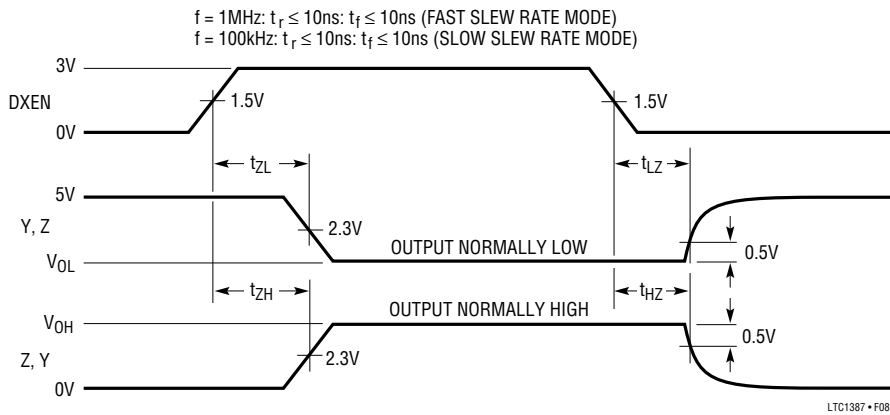 f = 1MHz: tr ≤ 10ns: tf ≤ 10ns (FAST SLEW RATE MODE)
f = 100kHz: tr ≤ 10ns: tf ≤ 10ns (SLOW SLEW RATE MODE)
3V
DXEN
1.5V
1.5V
0V
tZL
tLZ
5V
Y, Z
2.3V
OUTPUT NORMALLY LOW
0.5V
VOL
tZH
tHZ
OUTPUT NORMALLY HIGH
VOH
0.5V
Z, Y
2.3V
0V
LTC1387 • F08